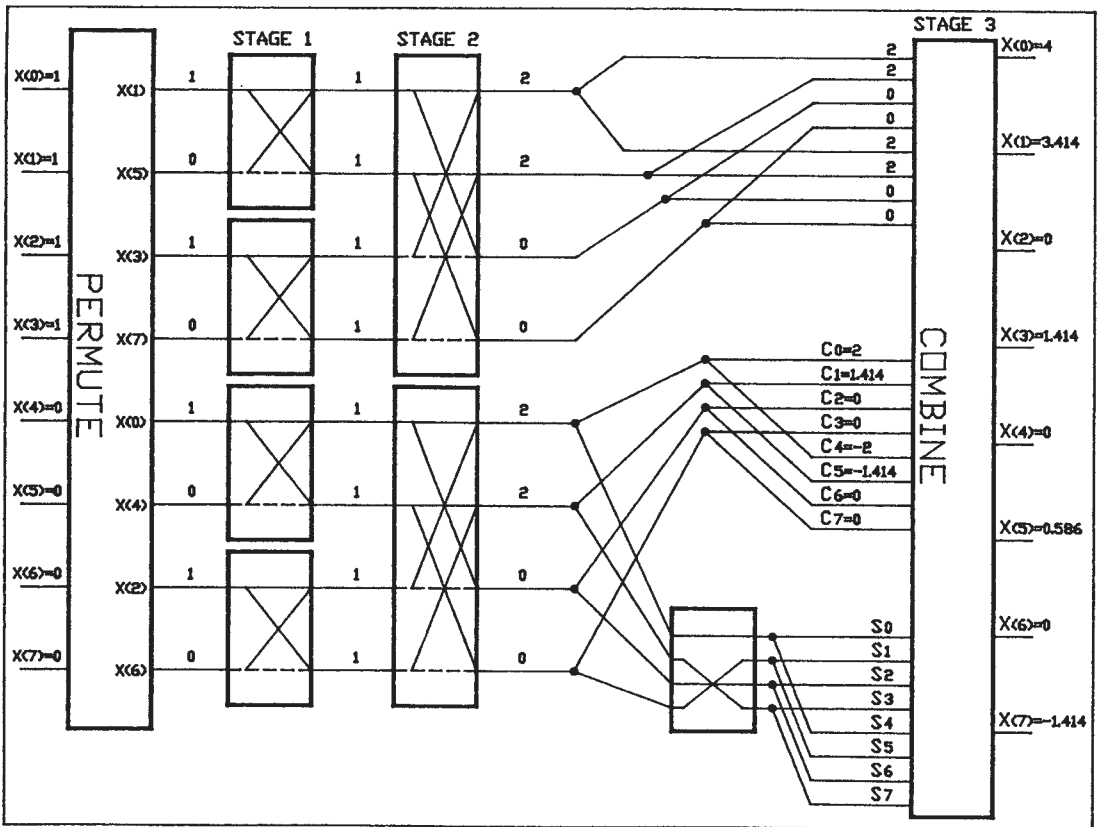 STAGE 1
STAGE 2
STAGE 3
X(0)=1
X(1)=1
X(2)=1
X(3)=1
X(4)=0
X(5)=0
X(6)=0
X(7)=0
PERMUTE
X(1)
X(5)
X(3)
X(7)
X(0)
X(4)
X(2)
X(6)
1
0
1
0
1
0
1
0
1
1
1
1
1
1
1
1
2
2
0
0
2
2
0
0
2
2
0
0
2
2
0
0
C0=2
C1=1.414
C2=0
C3=0
C4=-2
C5=-1.414
C6=0
C7=0
S0
S1
S2
S3
S4
S5
S6
S7
COMBINE
X(0)=4
X(1)=3.414
X(2)=0
X(3)=1.414
X(4)=0
X(5)=0.586
X(6)=0
X(7)=-1.414